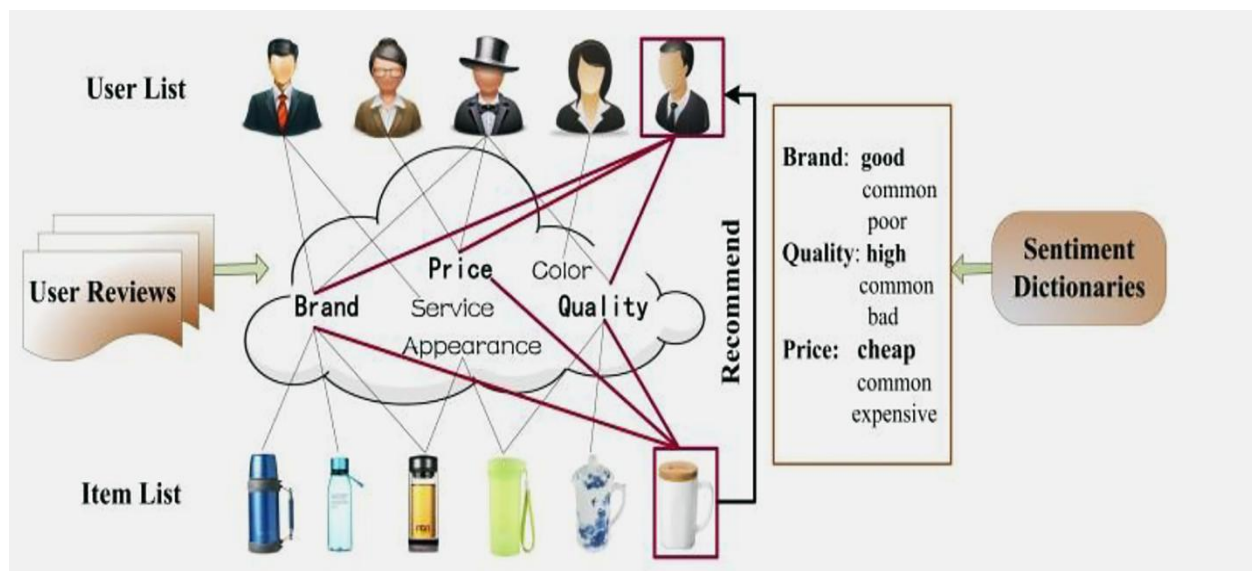 User List
User Reviews
Price
Color
Brand
Service
Quality
Appearance
Item List
Recommend
Brand: good
common
poor
Quality: high
common
bad
Price: cheap
common
expensive
Sentiment
Dictionaries